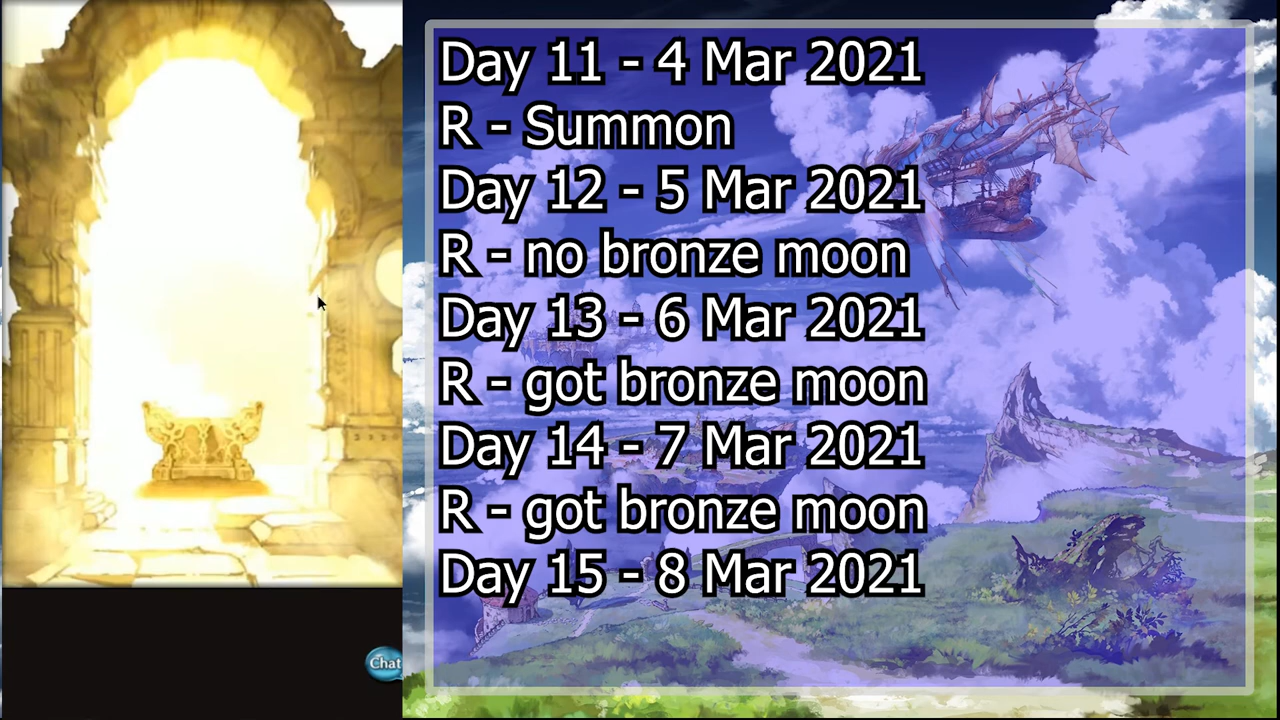 Day 11 - 4 Mar 2021
R - Summon
Day 12 - 5 Mar 2021
R - no bronze moon
Day 13 - 6 Mar 2021
R - got bronze moon
Day 14 - 7 Mar 2021
R - got bronze moon
Day 15 - 8 Mar 2021
Chat